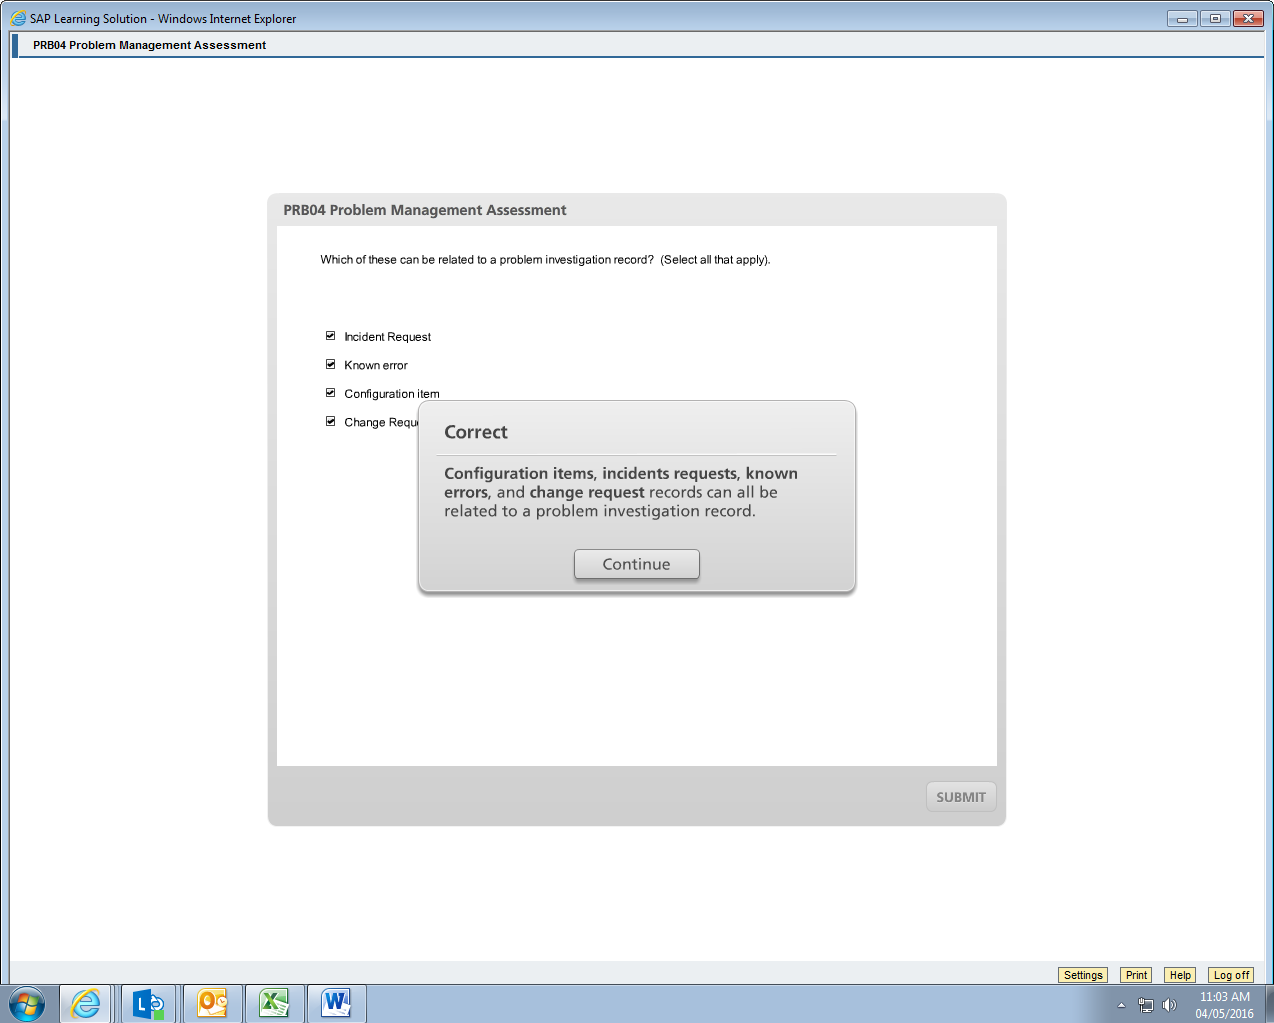 SAP Learning Solution - Windows Internet Explorer
PRB04 Problem Management Assessment
PRB04 Problem Management Assessment
Which of these can be related to a problem investigation record? (Select all that apply).
Incident Request
Known error
Configuration item
Change Requ
Correct
Configuration items, incidents requests, known
errors, and change request records can all be
related to a problem investigation record.
Continue
SUBMIT
Settings Print Help Log off
11:03 AM
04/05/2016